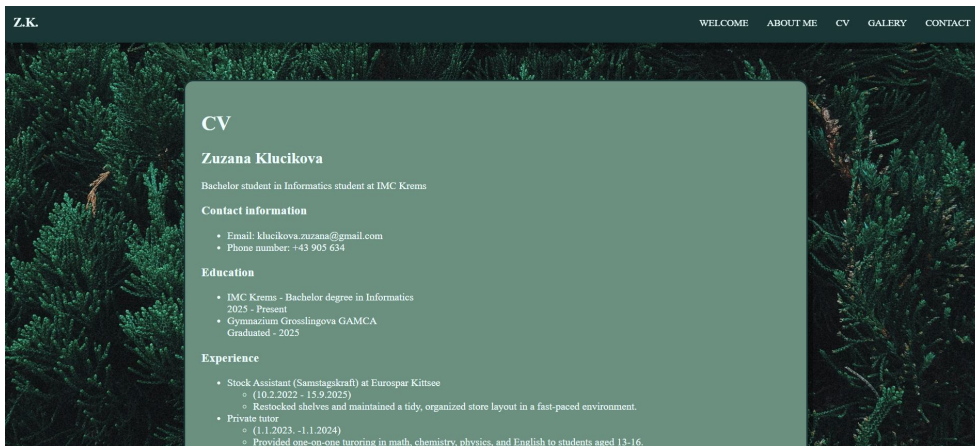 Z.K.
WELCOME ABOUT ME CV GALERY CONTACT
CV
Zuzana Klucikova
Bachelor student in Informatics student at IMC Krems
Contact information
Email: klucikova.zuzana@gmail.com
Phone number: +43 905 634
Education
IMC Krems - Bachelor degree in Informatics
2025 - Present
Gymnazium Grosslingova GAMCA
Graduated - 2025
Experience
Stock Assistant (Samstagskraft) at Eurospar Kittsee
(10.2.2022 - 15.9.2025)
Restocked shelves and maintained a tidy, organized store layout in a fast-paced environment.
Private tutor
(1.1.2023. -1.1.2024)
Provided one-on-one turoring in math, chemistry, physics, and English to students aged 13-16.